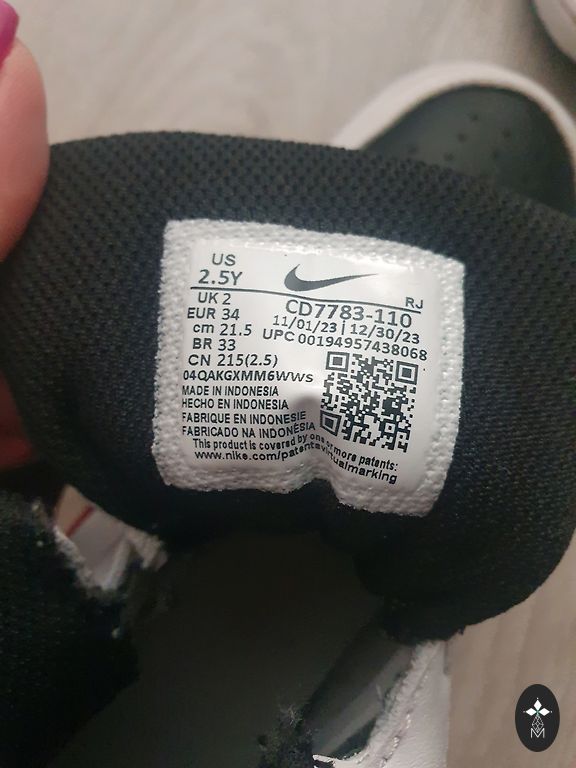 US
2.5Y
UK 2
EUR 34
cm 21.5
BR 33
CN 215(2.5)
RJ
CD7783-110
11/01/23 | 12/30/23
UPC 00194957438068
04QAKGXMM6WWS
MADE IN INDONESIA
HECHO EN INDONESIA
FABRIQUE EN INDONESIE
FABRICADO NA INDONÉSIA
This product is covered by one or more patents:
www.nike.com/patentavirtualmarking